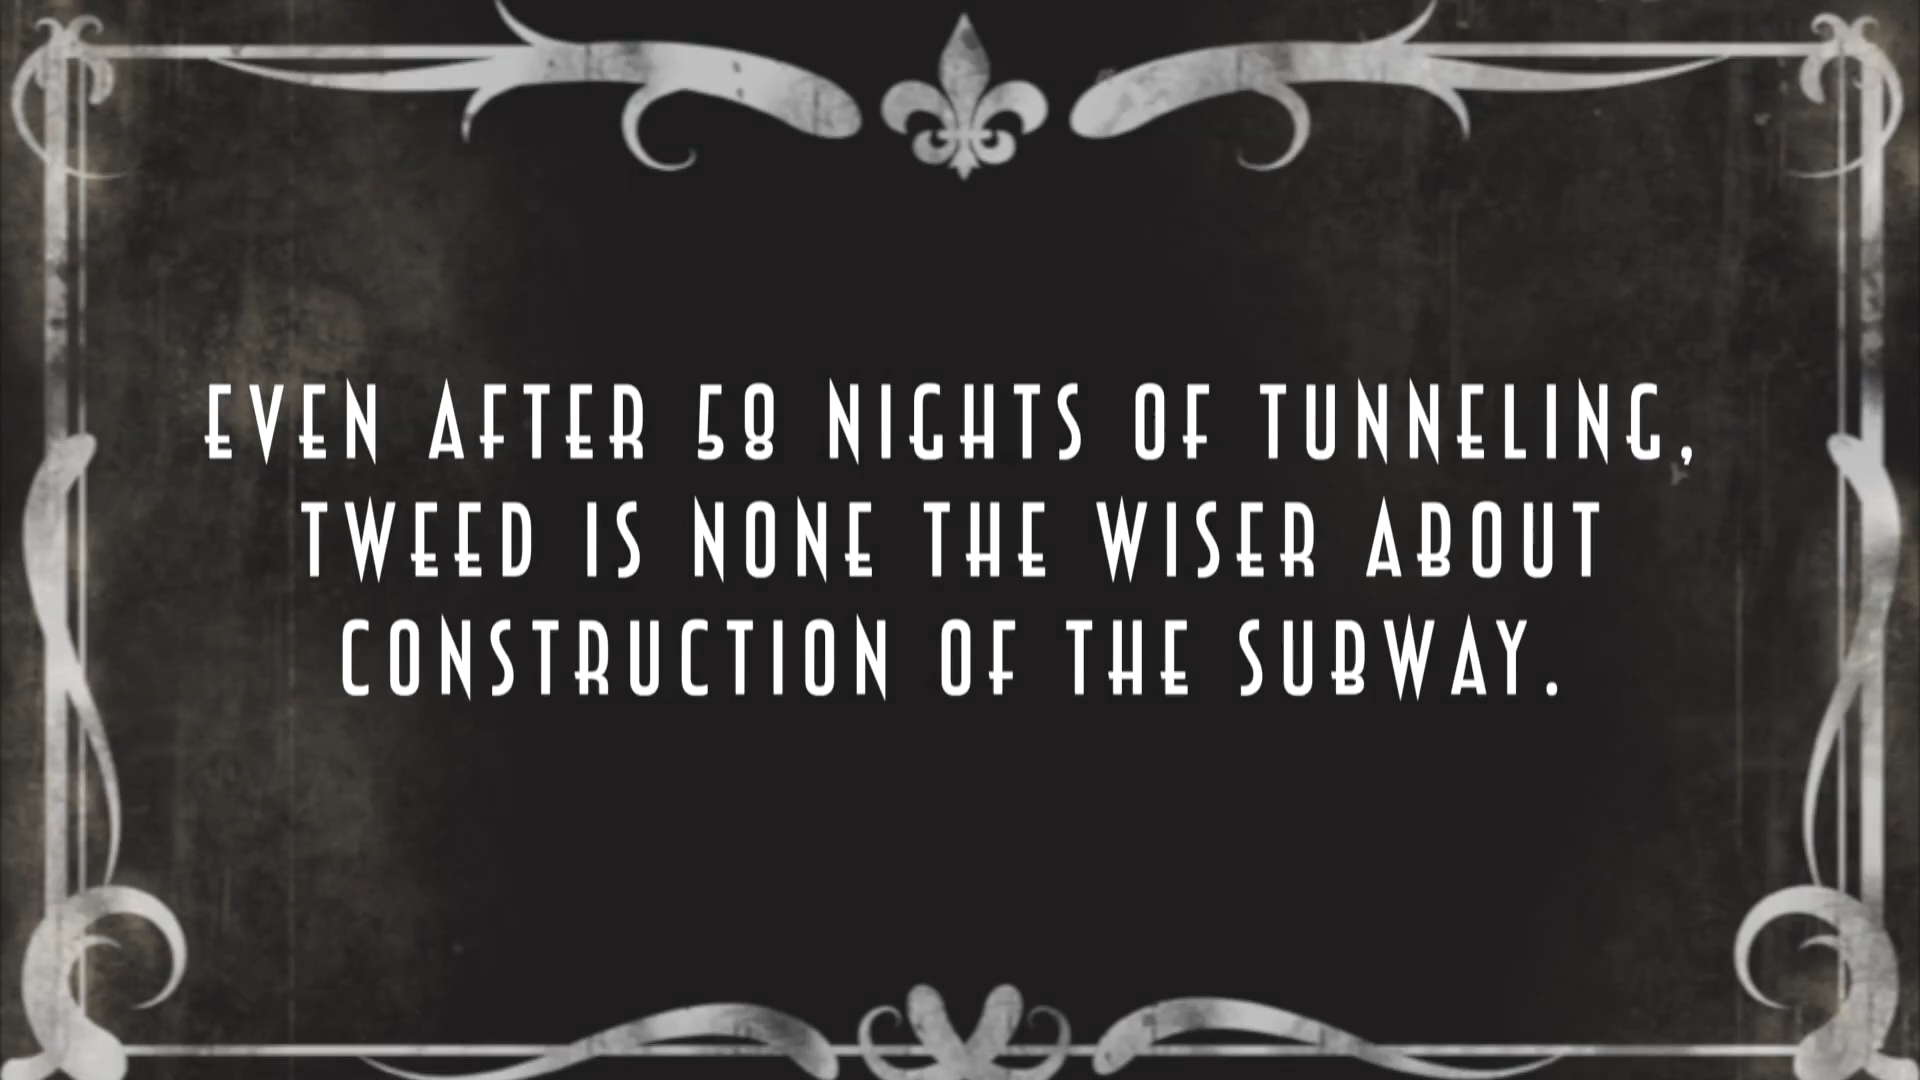 EVEN AFTER 58 NIGHTS OF TUNNELING,
TWEED IS NONE THE WISER ABOUT
CONSTRUCTION OF THE SUBWAY.